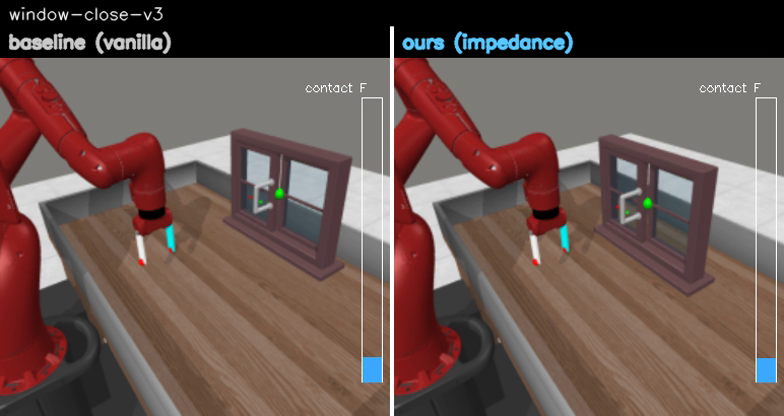 window-close-v3
baseline (vanilla)
ours (impedance)
contact F
contact F